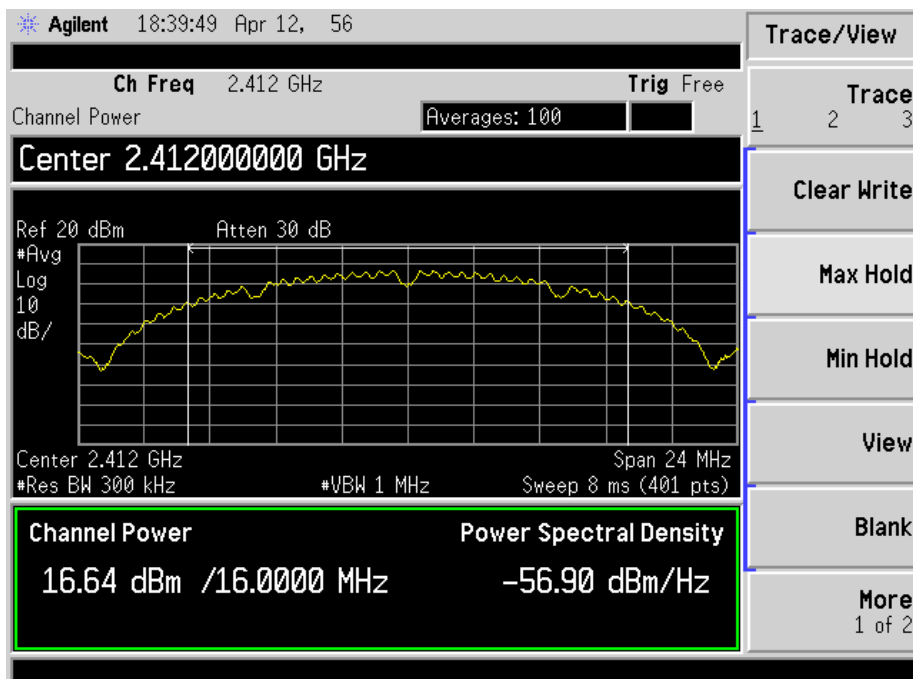 Agilent 18:39:49 Apr 12, 56
Trace/View
Ch Freq 2.412 GHz Trig Free
Channel Power Averages: 100
Center 2.412000000 GHz
Ref 20 dBm Atten 30 dB
#Avg
Log
10
dB/
Center 2.412 GHz Span 24 MHz
#Res BW 300 kHz #VBW 1 MHz Sweep 8 ms (401 pts)
Channel Power Power Spectral Density
16.64 dBm /16.0000 MHz -56.90 dBm/Hz
Trace
1 2 3
Clear Write
Max Hold
Min Hold
View
Blank
More
1 of 2